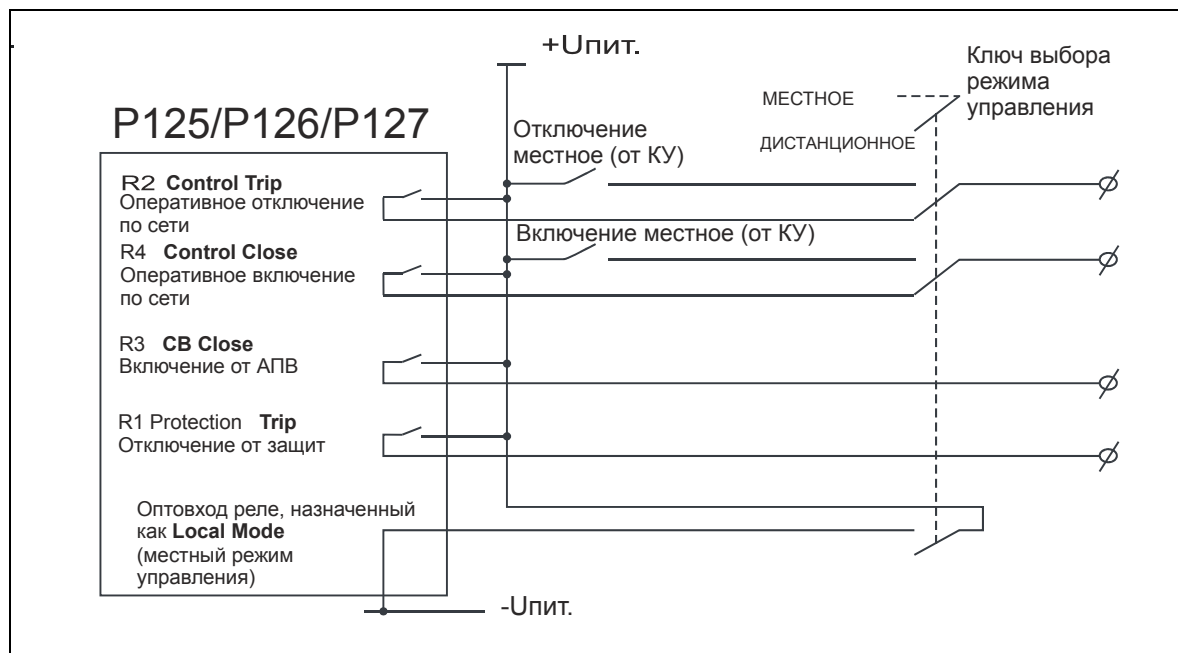 +Uпит.
Ключ выбора
режима
управления
МЕСТНОЕ
ДИСТАНЦИОННОЕ
P125/P126/P127
Отключение
местное (от КУ)
R2 Control Trip
Оперативное отключение
по сети
Включение местное (от КУ)
R4 Control Close
Оперативное включение
по сети
R3 CB Close
Включение от АПВ
R1 Protection Trip
Отключение от защит
Оптовход реле, назначенный
как Local Mode
(местный режим
управления)
-Uпит.